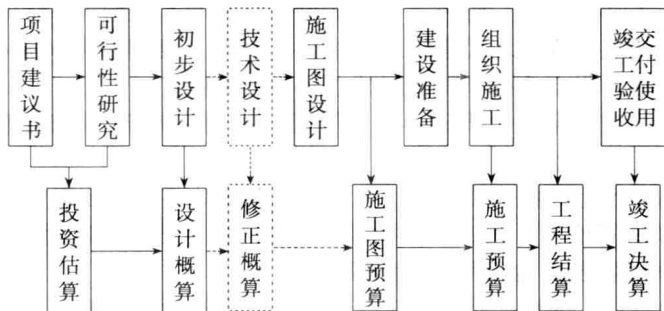 项目建议书
可行性研究
初步设计
技术设计
施工图设计
建设准备
组织施工
竣工验收
交付使用
投资估算
设计概算
修正概算
施工图预算
施工预算
工程结算
竣工决算